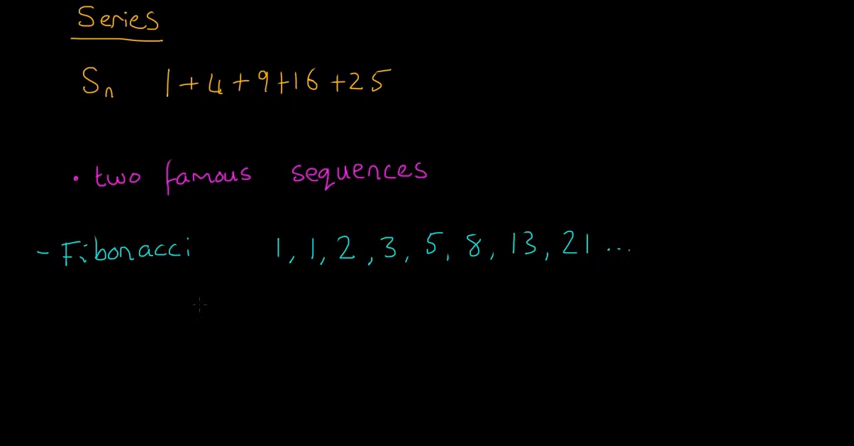 Series
Sn 1+4+9+16+25
• two famous sequences
- Fibonacci 1, 1, 2, 3, 5, 8, 13, 21 ...